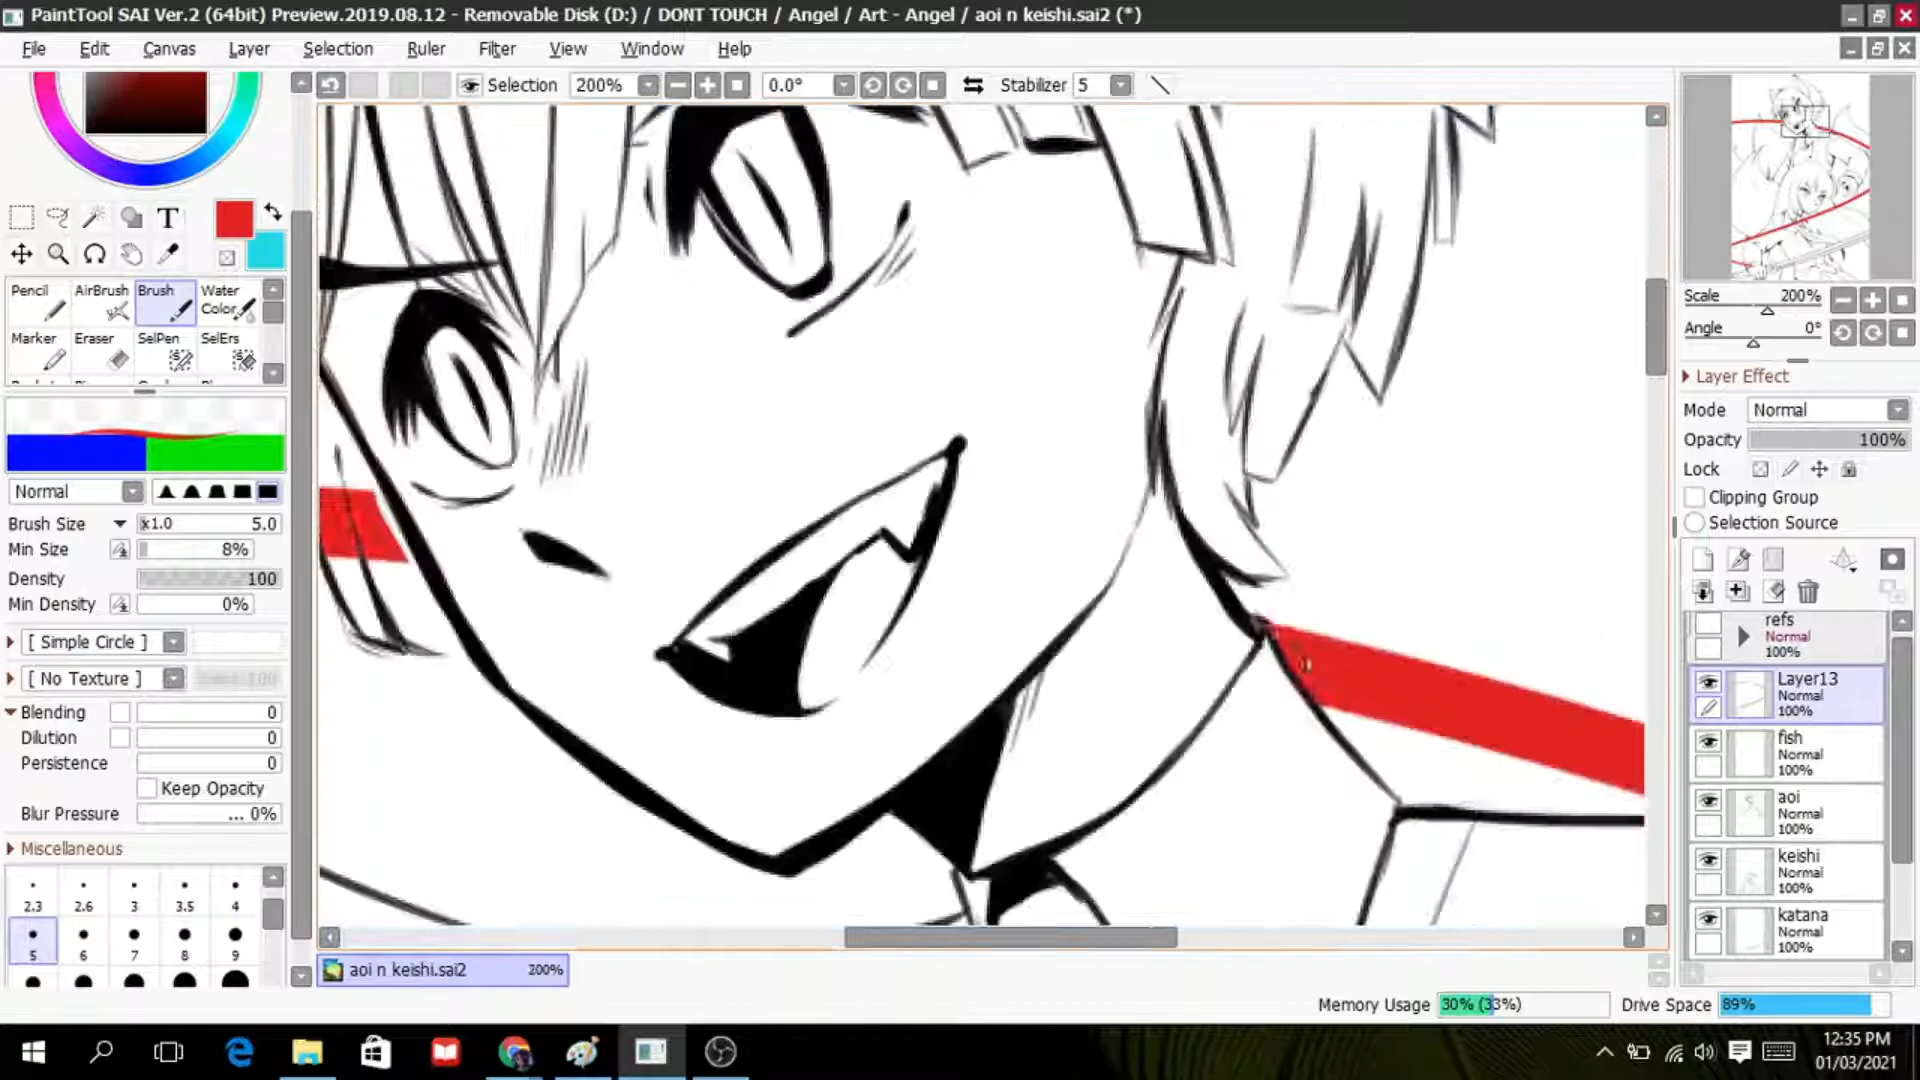 PaintTool SAI Ver.2 (64bit) Preview.2019.08.12 - Removable Disk (D:) / DONT TOUCH / Angel / Art - Angel / aoi n keishi.sai2 (*)
File Edit Canvas Layer Selection Ruler Filter View Window Help
Selection 200% 0.0° Stabilizer 5
T
Pencil AirBrush Brush Water Color
Marker Eraser SelPen SelErs
Normal
Brush Size x1.0 5.0
Min Size 8%
Density 100
Min Density 0%
[ Simple Circle ]
[ No Texture ]
Blending 0
Dilution 0
Persistence 0
Keep Opacity
Blur Pressure ... 0%
Miscellaneous
2.3 2.6 3 3.5 4
5 6 7 8 9
aoi n keishi.sai2 200%
Scale 200%
Angle 0°
Layer Effect
Mode Normal
Opacity 100%
Lock
Clipping Group
Selection Source
refs
Normal
100%
Layer13
Normal
100%
fish
Normal
100%
aoi
Normal
100%
keishi
Normal
100%
katana
Normal
100%
Memory Usage 30% (33%) Drive Space 89%
12:35 PM
01/03/2021